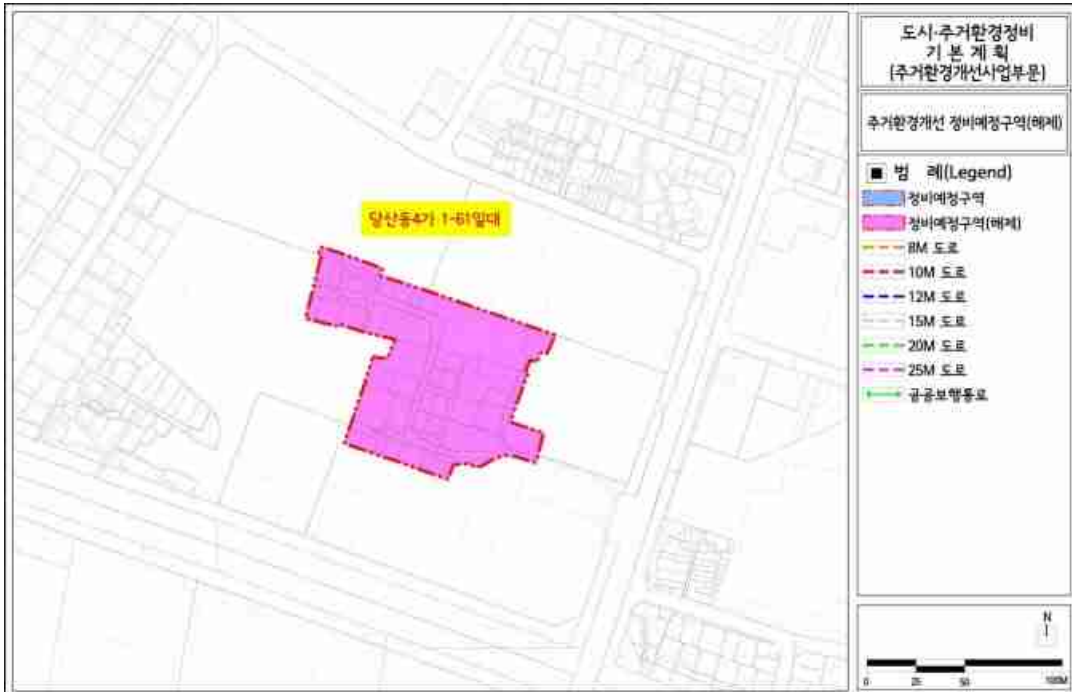 도시·주거환경정비
기 본 계 획
(주거환경개선사업부문)
주거환경개선 정비예정구역(해제)
■ 범 례(Legend)
정비예정구역
정비예정구역(해제)
8M 도로
10M 도로
12M 도로
15M 도로
20M 도로
25M 도로
공공보행통로
당산동4가 1-61일대
N
0 25 50 100M